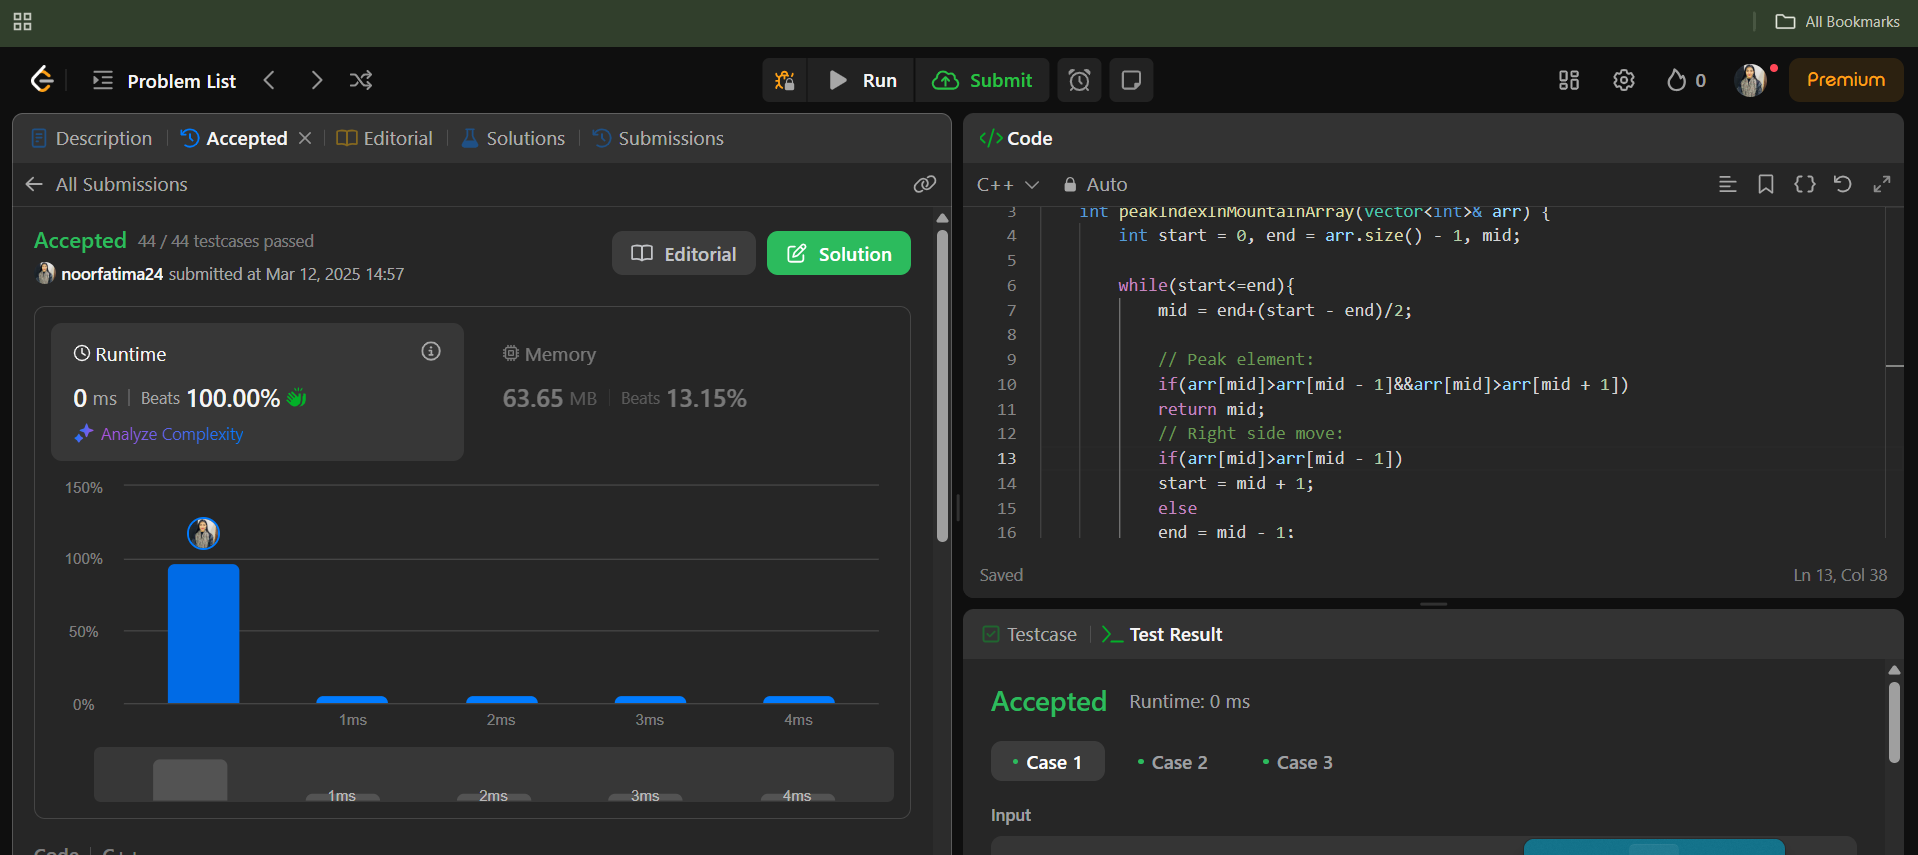 All Bookmarks
Problem List
Run
Submit
0
Premium
Description
Accepted
Editorial
Solutions
Submissions
All Submissions
Accepted 44 / 44 testcases passed
noorfatima24 submitted at Mar 12, 2025 14:57
Editorial
Solution
Runtime
0 ms | Beats 100.00%
Analyze Complexity
Memory
63.65 MB | Beats 13.15%
150%
100%
50%
0%
1ms 2ms 3ms 4ms
1ms 2ms 3ms 4ms
Code | C++
</> Code
C++
Auto
3 int peakIndexInMountainArray(vector<int>& arr) {
4 int start = 0, end = arr.size() - 1, mid;
5
6 while(start<=end){
7 mid = end+(start - end)/2;
8
9 // Peak element:
10 if(arr[mid]>arr[mid - 1]&&arr[mid]>arr[mid + 1])
11 return mid;
12 // Right side move:
13 if(arr[mid]>arr[mid - 1])
14 start = mid + 1;
15 else
16 end = mid - 1;
Saved
Ln 13, Col 38
Testcase
Test Result
Accepted Runtime: 0 ms
Case 1
Case 2
Case 3
Input